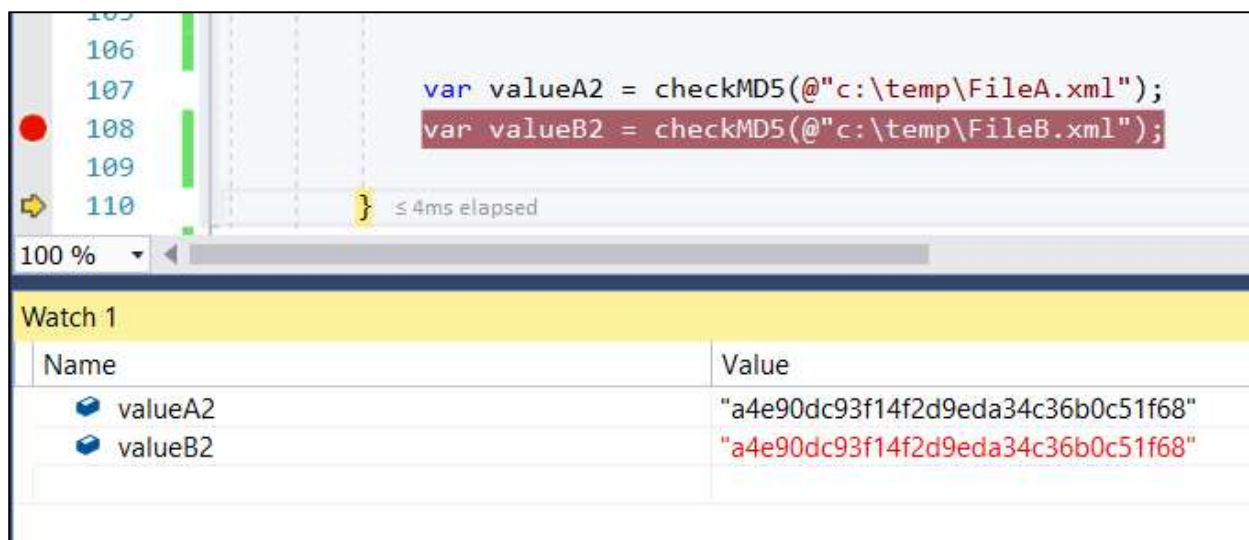 106
107 var valueA2 = checkMD5(@"c:\temp\FileA.xml");
108 var valueB2 = checkMD5(@"c:\temp\FileB.xml");
109
110 } ≤ 4ms elapsed
100 %
Watch 1
Name Value
valueA2 "a4e90dc93f14f2d9eda34c36b0c51f68"
valueB2 "a4e90dc93f14f2d9eda34c36b0c51f68"